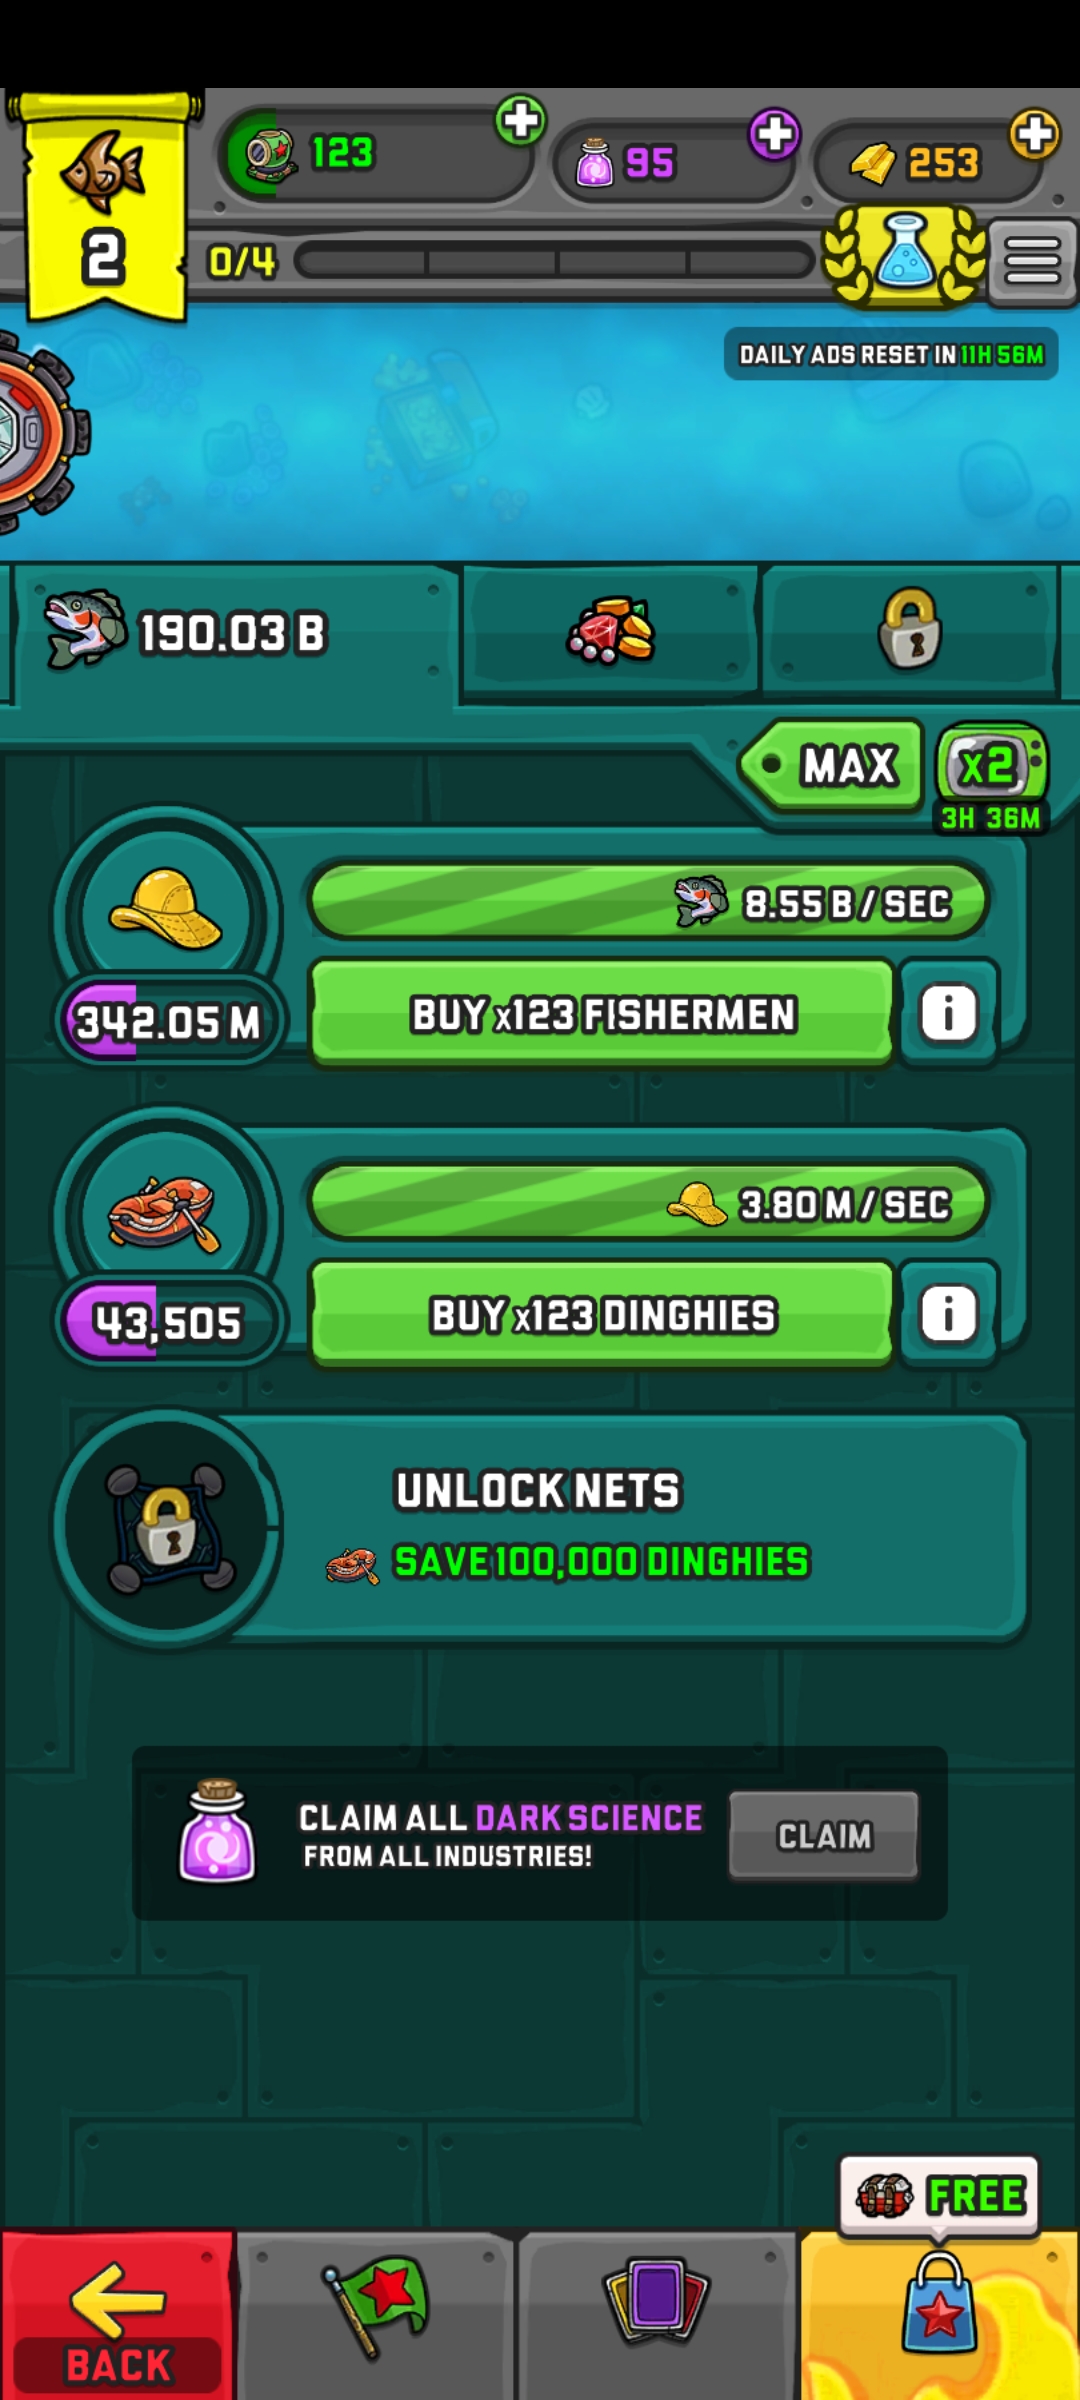 123
95
253
2
0/4
DAILY ADS RESET IN 11H 56M
190.03 B
MAX
x2
3H 36M
8.55 B / SEC
342.05 M
BUY x123 FISHERMEN
i
3.80 M / SEC
43,505
BUY x123 DINGHIES
i
UNLOCK NETS
SAVE 100,000 DINGHIES
CLAIM ALL DARK SCIENCE
FROM ALL INDUSTRIES!
CLAIM
FREE
BACK